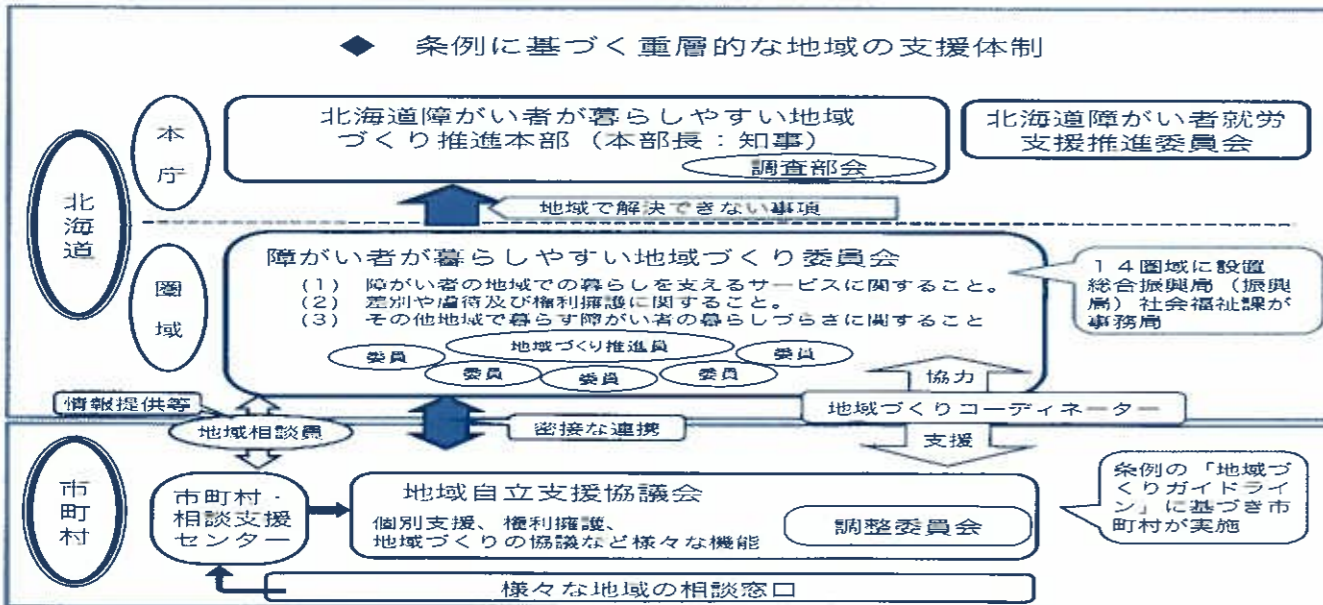 ◆ 条例に基づく重層的な地域の支援体制
北海道
本庁
北海道障がい者が暮らしやすい地域
づくり推進本部（本部長：知事）
調査部会
北海道障がい者就労
支援推進委員会
地域で解決できない事項
圏域
障がい者が暮らしやすい地域づくり委員会
(1) 障がい者の地域での暮らしを支えるサービスに関すること。
(2) 差別や虐待及び権利擁護に関すること。
(3) その他地域で暮らす障がい者の暮らしづらさに関すること
地域づくり推進員
委員
委員
委員
委員
委員
１４圏域に設置
総合振興局（振興
局）社会福祉課が
事務局
協力
地域づくりコーディネーター
支援
情報提供等
地域相談員
密接な連携
市町村
市町村・
相談支援
センター
地域自立支援協議会
個別支援、権利擁護、
地域づくりの協議など様々な機能
調整委員会
条例の「地域づ
くりガイドライ
ン」に基づき市
町村が実施
様々な地域の相談窓口